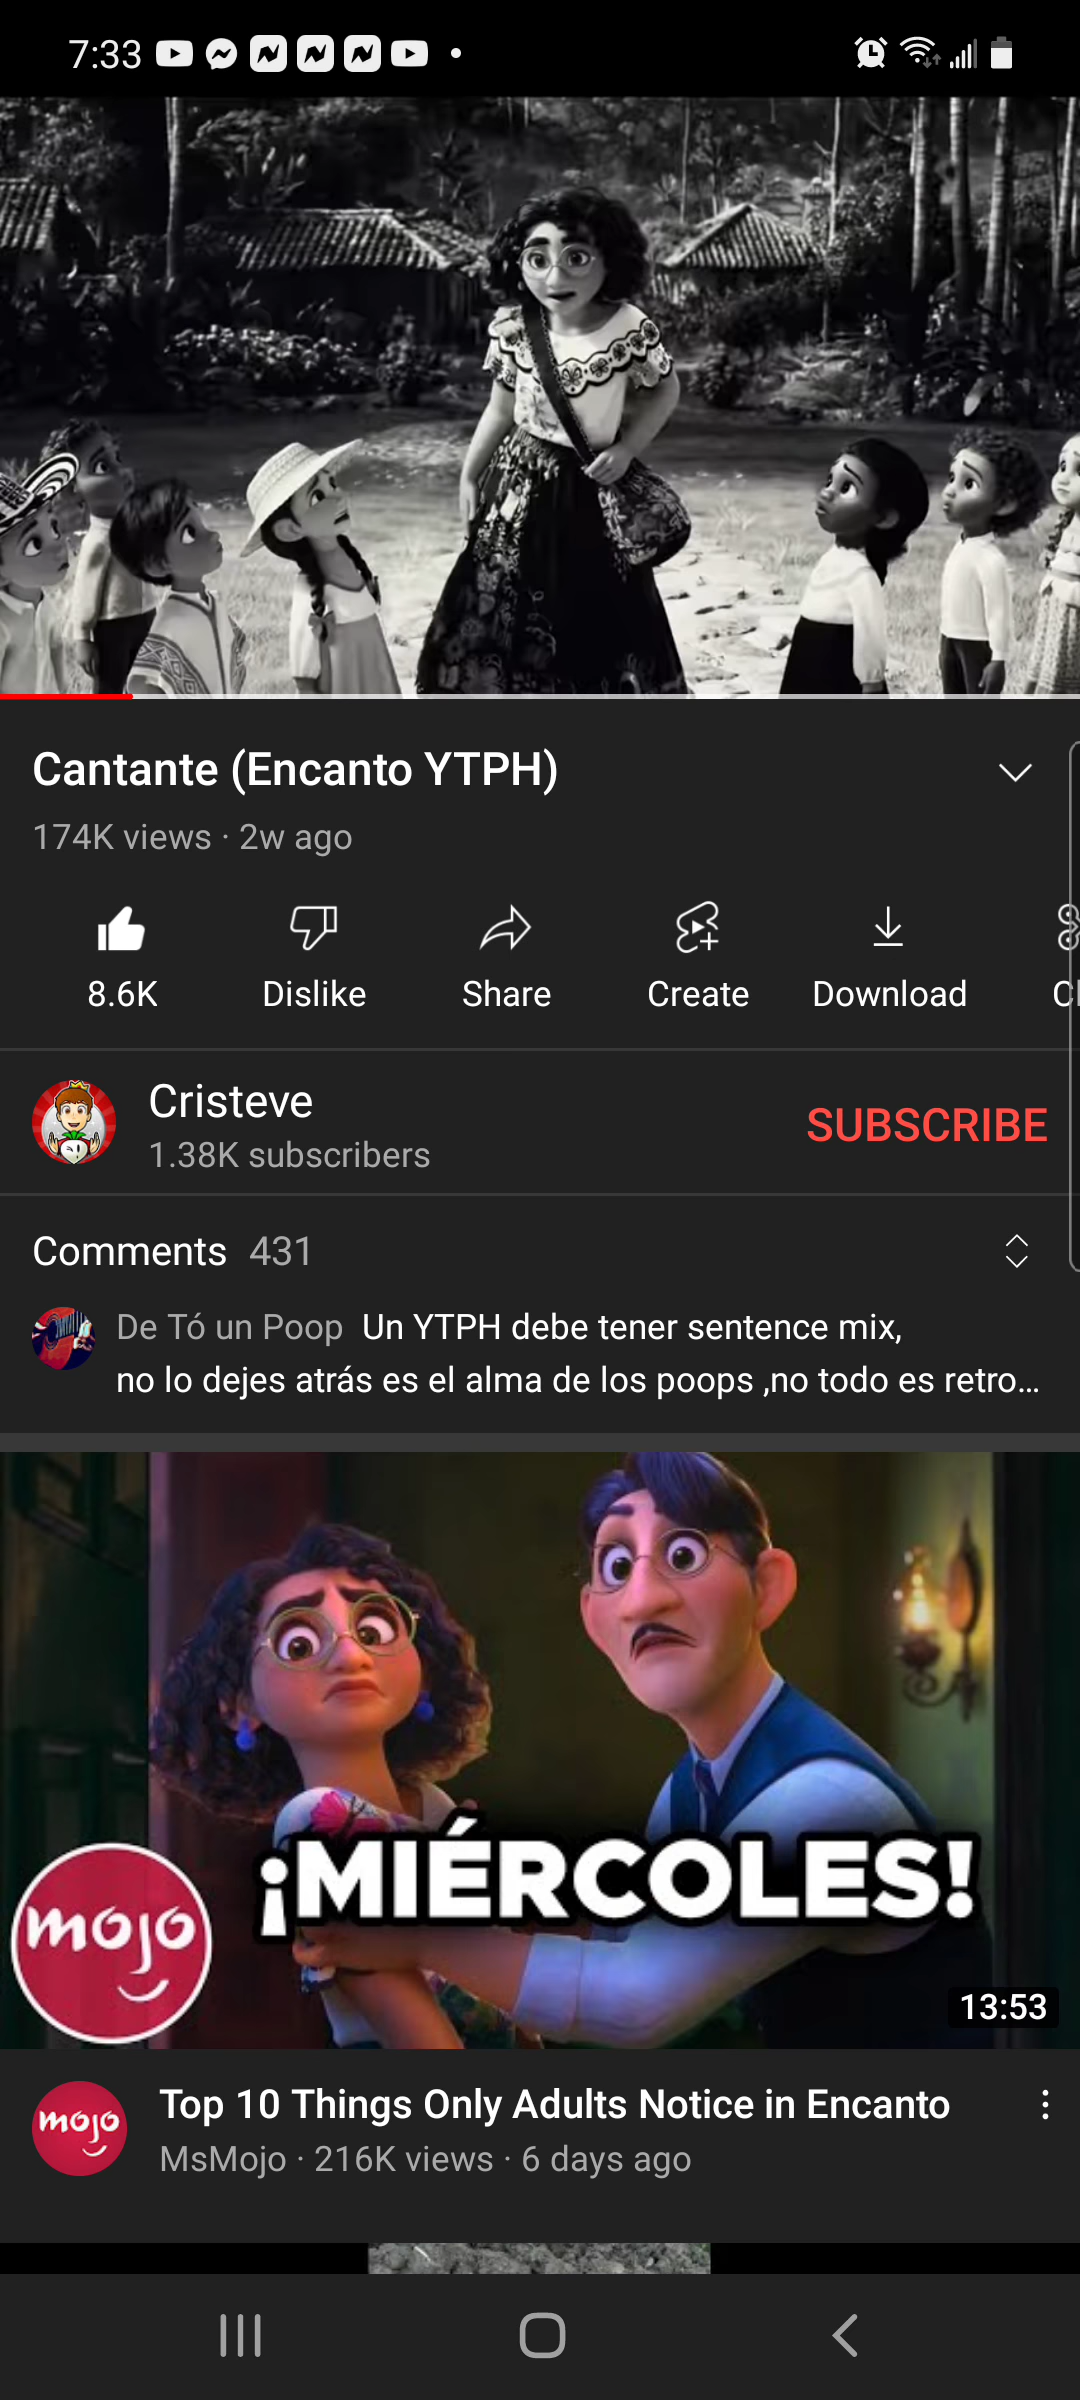 7:33
Cantante (Encanto YTPH)
174K views · 2w ago
8.6K
Dislike
Share
Create
Download
Cristeve
1.38K subscribers
SUBSCRIBE
Comments 431
De Tó un Poop Un YTPH debe tener sentence mix,
no lo dejes atrás es el alma de los poops ,no todo es retro...
¡MIÉRCOLES!
mojo
13:53
mojo
Top 10 Things Only Adults Notice in Encanto
MsMojo · 216K views · 6 days ago